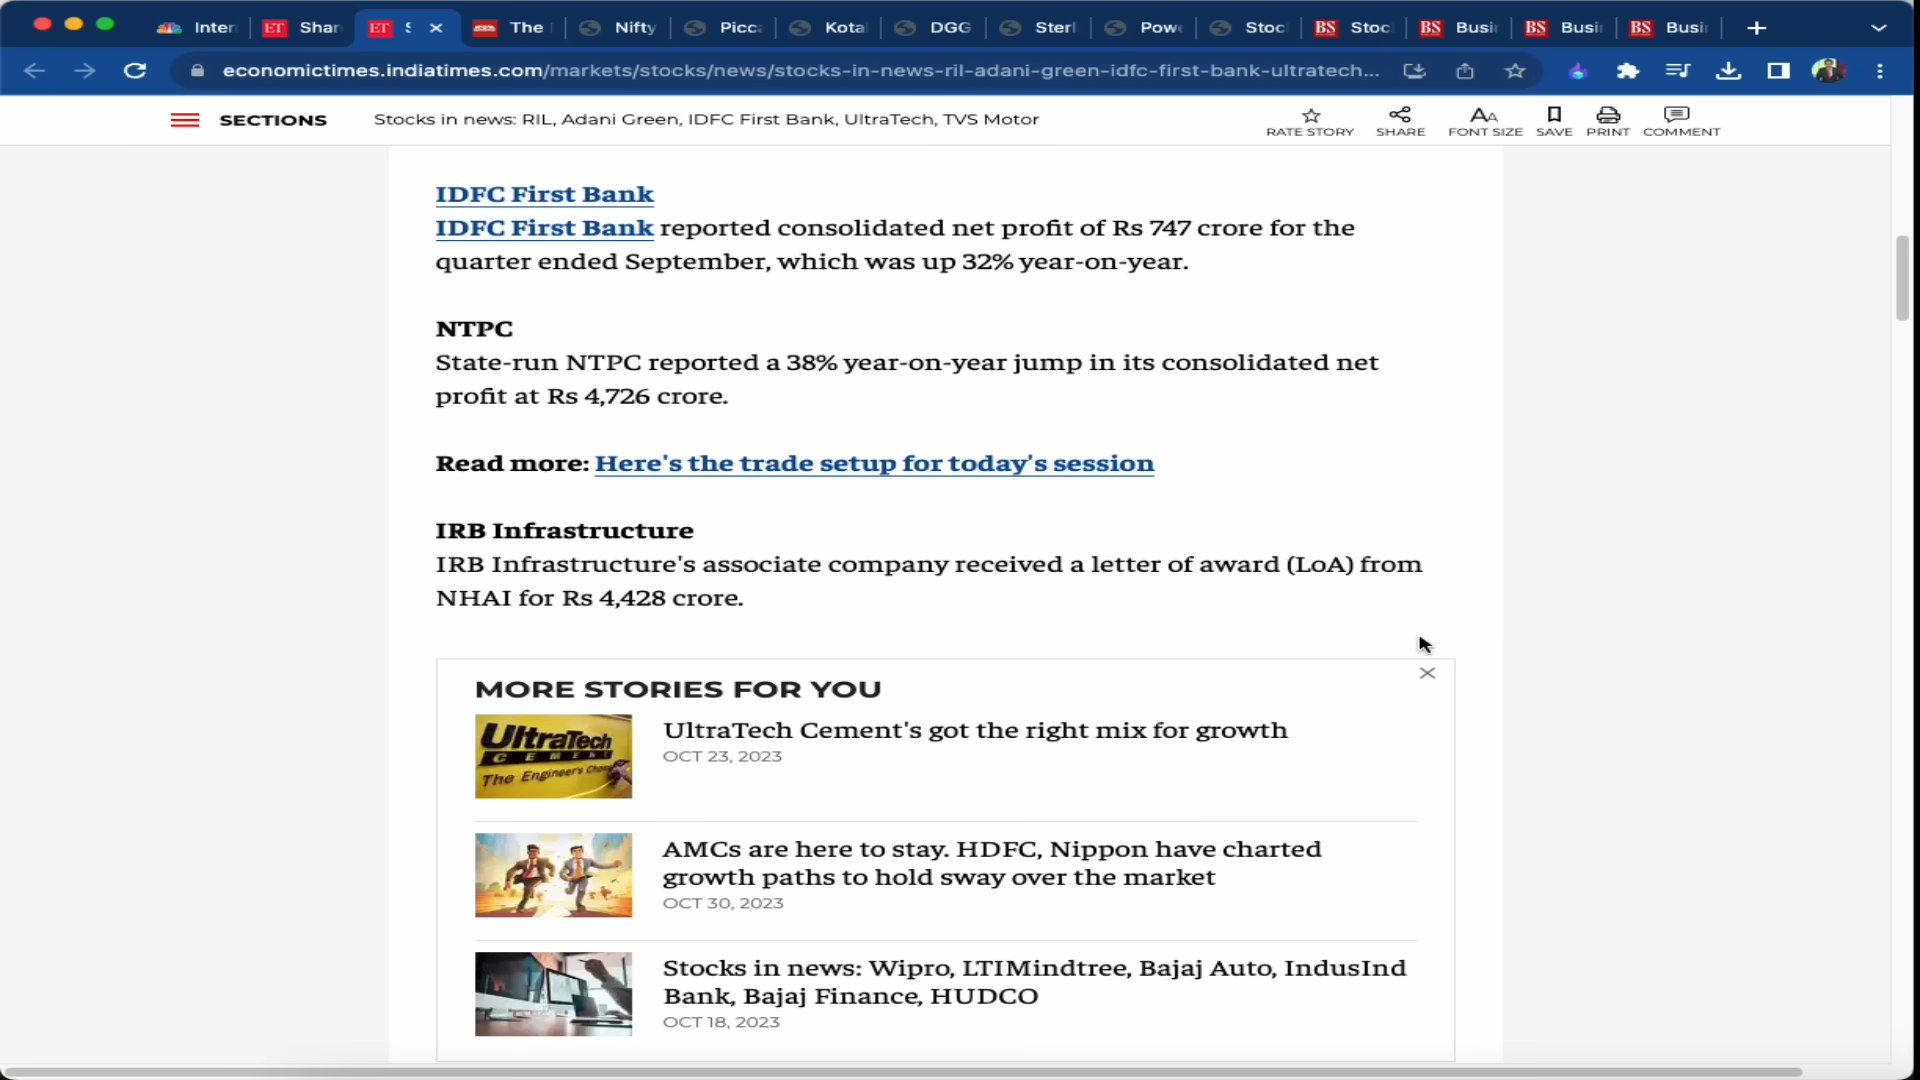 Inter
ET Shar
ET S
The
Nifty
Picc
Kota
DGG
Sterl
Pow
Stoc
BS Stoc
BS Busi
BS Busi
BS Busi
economictimes.indiatimes.com/markets/stocks/news/stocks-in-news-ril-adani-green-idfc-first-bank-ultratech...
SECTIONS
Stocks in news: RIL, Adani Green, IDFC First Bank, UltraTech, TVS Motor
RATE STORY
SHARE
FONT SIZE
SAVE
PRINT
COMMENT
IDFC First Bank
IDFC First Bank reported consolidated net profit of Rs 747 crore for the
quarter ended September, which was up 32% year-on-year.
NTPC
State-run NTPC reported a 38% year-on-year jump in its consolidated net
profit at Rs 4,726 crore.
Read more: Here's the trade setup for today's session
IRB Infrastructure
IRB Infrastructure's associate company received a letter of award (LoA) from
NHAI for Rs 4,428 crore.
MORE STORIES FOR YOU
UltraTech
CEMENT
The Engineer's Choice
UltraTech Cement's got the right mix for growth
OCT 23, 2023
AMCs are here to stay. HDFC, Nippon have charted
growth paths to hold sway over the market
OCT 30, 2023
Stocks in news: Wipro, LTIMindtree, Bajaj Auto, IndusInd
Bank, Bajaj Finance, HUDCO
OCT 18, 2023